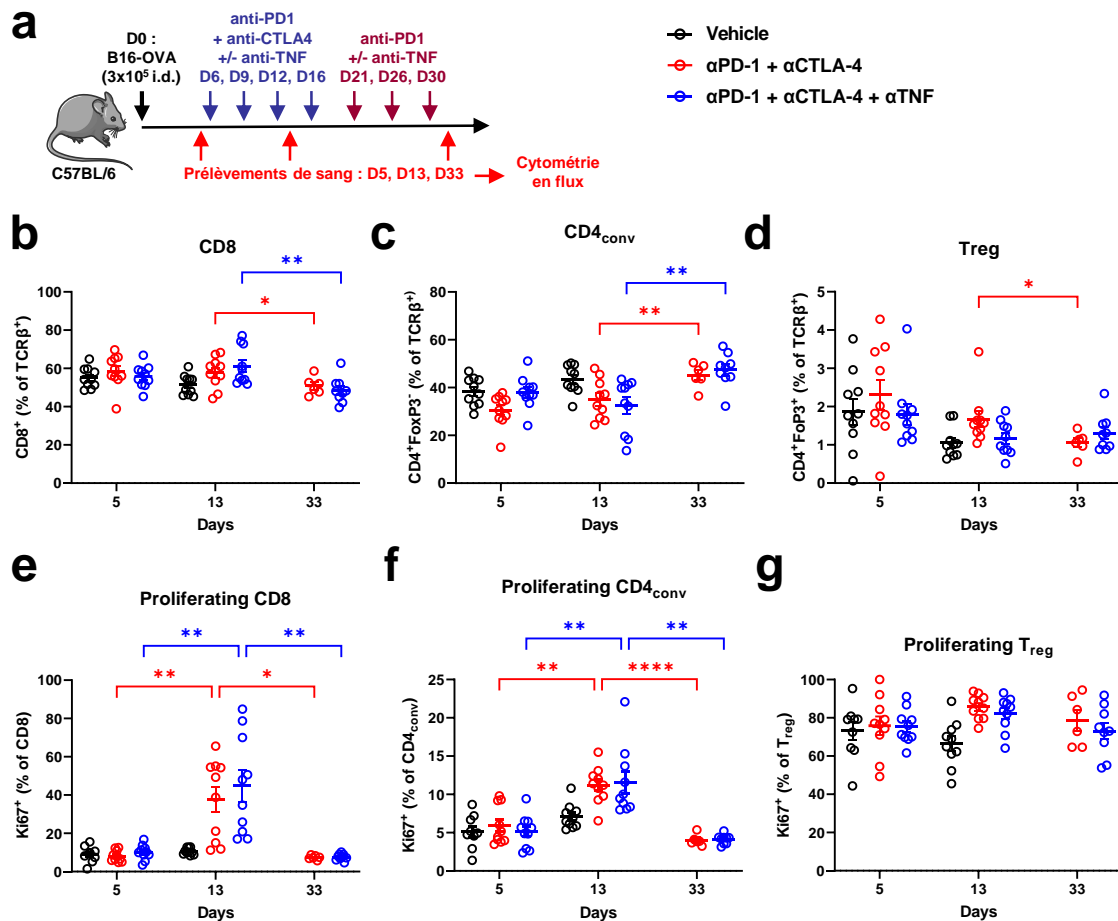 a
D0 :
B16-OVA
(3x10⁵ i.d.)
anti-PD1
+ anti-CTLA4
+/- anti-TNF
D6, D9, D12, D16
anti-PD1
+/- anti-TNF
D21, D26, D30
C57BL/6
Prélèvements de sang : D5, D13, D33
Cytométrie
en flux
Vehicle
αPD-1 + αCTLA-4
αPD-1 + αCTLA-4 + αTNF
b
CD8
**
*
CD8⁺ (% of TCRβ⁺)
100
80
60
40
20
0
5 13 33
Days
c
CD4conv
**
**
CD4⁺FoxP3⁻ (% of TCRβ⁺)
80
60
40
20
0
5 13 33
Days
d
Treg
*
CD4⁺FoP3⁺ (% of TCRβ⁺)
5
4
3
2
1
0
5 13 33
Days
e
Proliferating CD8
** **
** *
Ki67⁺ (% of CD8)
100
80
60
40
20
0
5 13 33
Days
f
Proliferating CD4conv
** **
** ****
Ki67⁺ (% of CD4conv)
25
20
15
10
5
0
5 13 33
Days
g
Proliferating Treg
Ki67⁺ (% of Treg)
100
80
60
40
20
0
5 13 33
Days